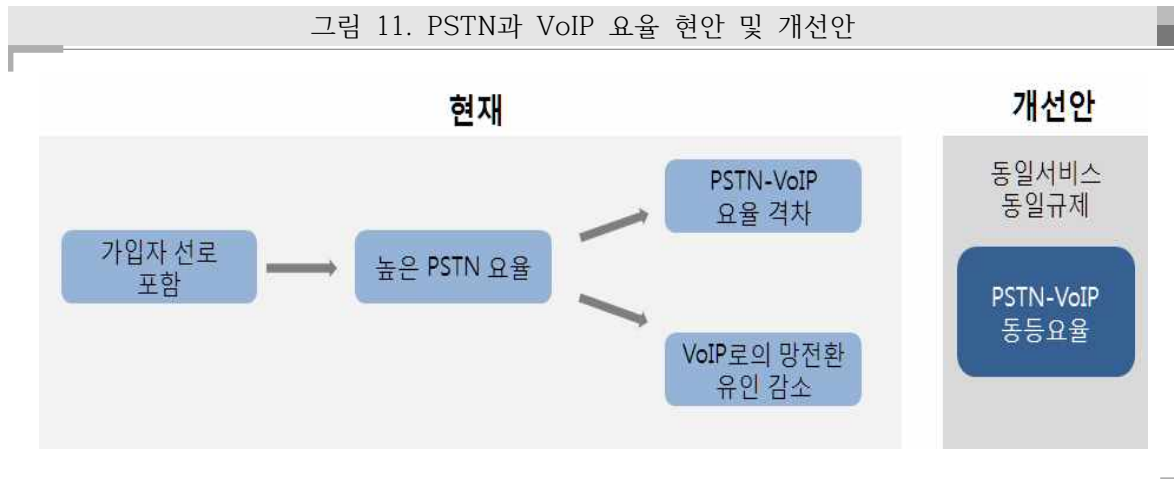 그림 11. PSTN과 VoIP 요율 현안 및 개선안
현재
가입자 선로
포함
높은 PSTN 요율
PSTN-VoIP
요율 격차
VoIP로의 망전환
유인 감소
개선안
동일서비스
동일규제
PSTN-VoIP
동등요율